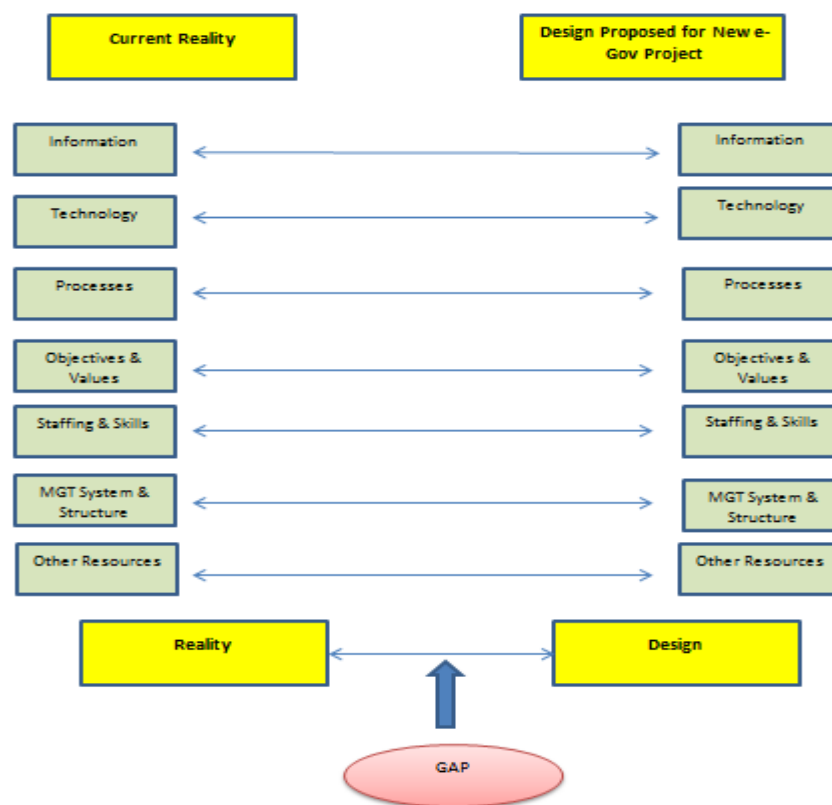 Current Reality
Design Proposed for New e-
Gov Project
Information
Information
Technology
Technology
Processes
Processes
Objectives &
Values
Objectives &
Values
Staffing & Skills
Staffing & Skills
MGT System &
Structure
MGT System &
Structure
Other Resources
Other Resources
Reality
Design
GAP